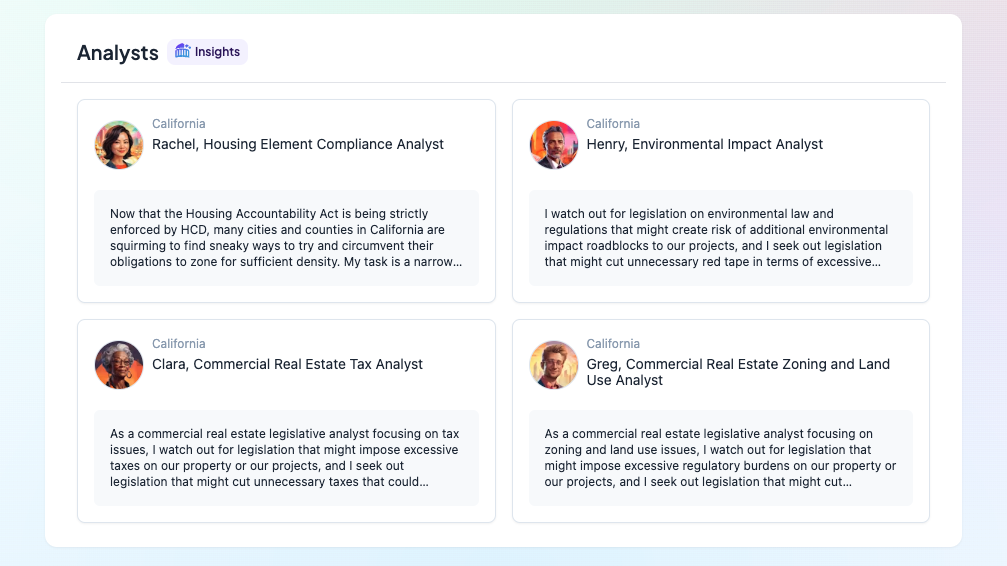 Analysts
Insights
California
Rachel, Housing Element Compliance Analyst
Now that the Housing Accountability Act is being strictly
enforced by HCD, many cities and counties in California are
squirming to find sneaky ways to try and circumvent their
obligations to zone for sufficient density. My task is a narrow...
California
Henry, Environmental Impact Analyst
I watch out for legislation on environmental law and
regulations that might create risk of additional environmental
impact roadblocks to our projects, and I seek out legislation
that might cut unnecessary red tape in terms of excessive...
California
Clara, Commercial Real Estate Tax Analyst
As a commercial real estate legislative analyst focusing on tax
issues, I watch out for legislation that might impose excessive
taxes on our property or our projects, and I seek out
legislation that might cut unnecessary taxes that could...
California
Greg, Commercial Real Estate Zoning and Land
Use Analyst
As a commercial real estate legislative analyst focusing on
zoning and land use issues, I watch out for legislation that
might impose excessive regulatory burdens on our property or
our projects, and I seek out legislation that might cut...